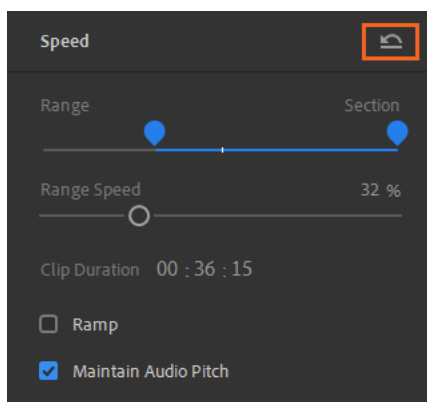 Speed
Range Section
Range Speed 32 %
Clip Duration 00 : 36 : 15
Ramp
Maintain Audio Pitch